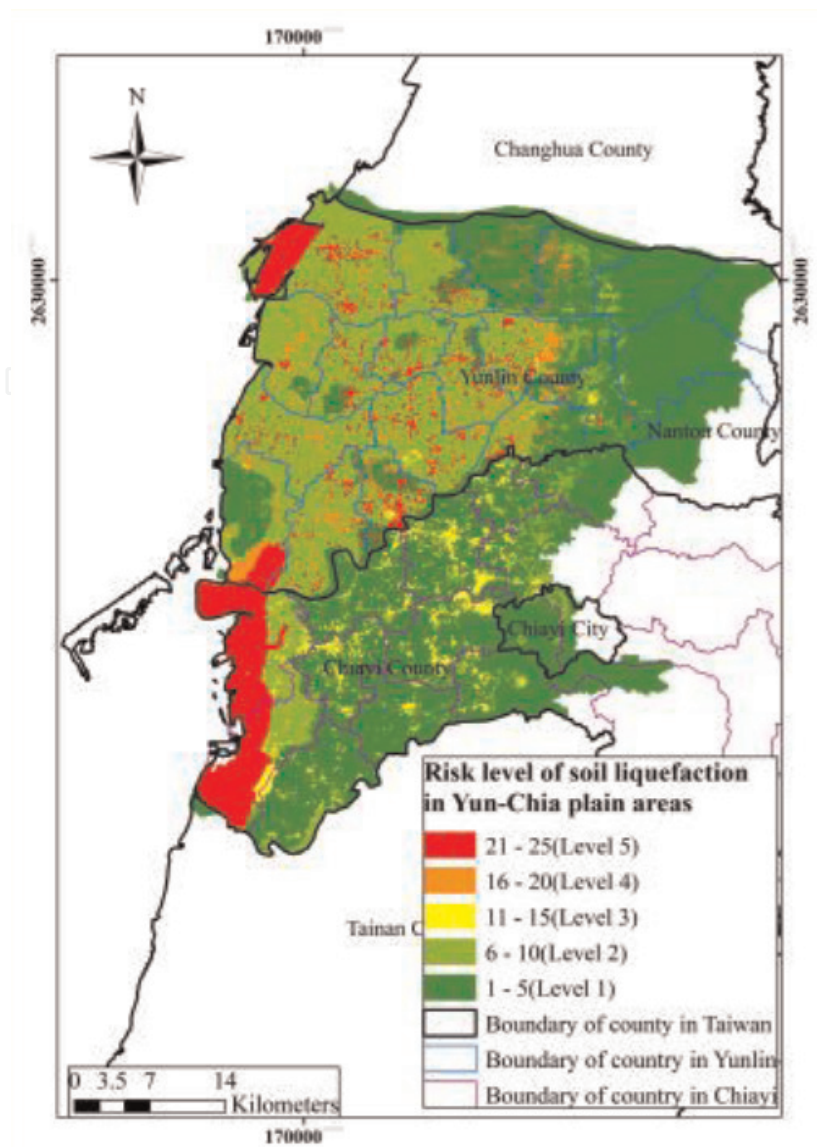 170000
N
Changhua County
2630000
2630000
Yunlin County
Nantou County
Chiayi City
Chiayi County
Risk level of soil liquefaction
in Yun-Chia plain areas
21 - 25(Level 5)
16 - 20(Level 4)
11 - 15(Level 3)
6 - 10(Level 2)
1 - 5(Level 1)
Tainan C
Boundary of county in Taiwan
Boundary of country in Yunlin
Boundary of country in Chiayi
0 3.5 7 14
Kilometers
170000